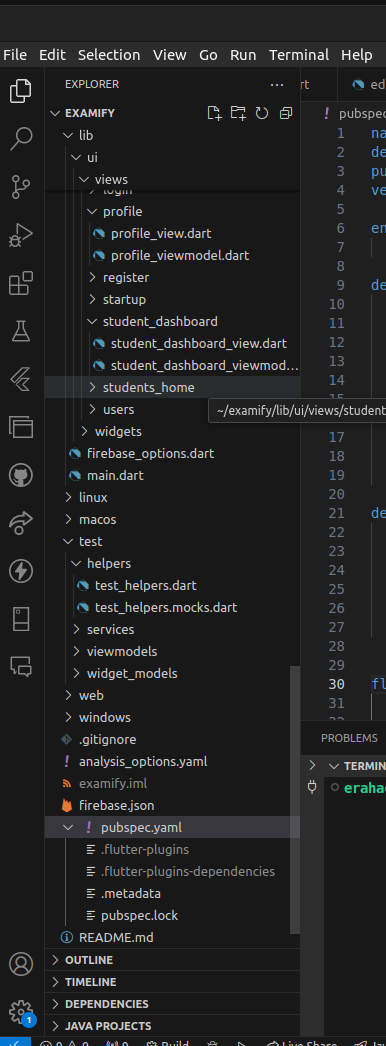 File Edit Selection View Go Run Terminal Help
EXPLORER ...
EXAMIFY
lib
ui
views
login
profile
profile_view.dart
profile_viewmodel.dart
register
startup
student_dashboard
student_dashboard_view.dart
student_dashboard_viewmod...
students_home
users
~/examify/lib/ui/views/student
widgets
firebase_options.dart
main.dart
linux
macos
test
helpers
test_helpers.dart
test_helpers.mocks.dart
services
viewmodels
widget_models
web
windows
.gitignore
! analysis_options.yaml
examify.iml
firebase.json
! pubspec.yaml
.flutter-plugins
.flutter-plugins-dependencies
.metadata
pubspec.lock
README.md
OUTLINE
TIMELINE
DEPENDENCIES
JAVA PROJECTS
1
rt
ed
! pubspec
1 na
2 de
3 pu
4 ve
5
6 en
7
8
9 de
10
11
12
13
14
15
17
18
19
20
21 de
22
23
24
25
26
27
28
29
30 fl
31
32
PROBLEMS
TERMIN
eraha
0 0 0 Build Live Share Jav